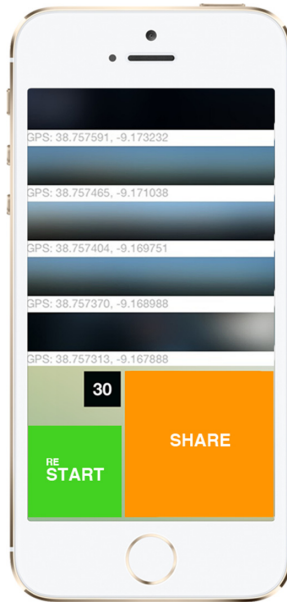 GPS: 38.757591, -9.173232
GPS: 38.757465, -9.171038
GPS: 38.757404, -9.169751
GPS: 38.757370, -9.168988
GPS: 38.757313, -9.167888
30
SHARE
RE
START